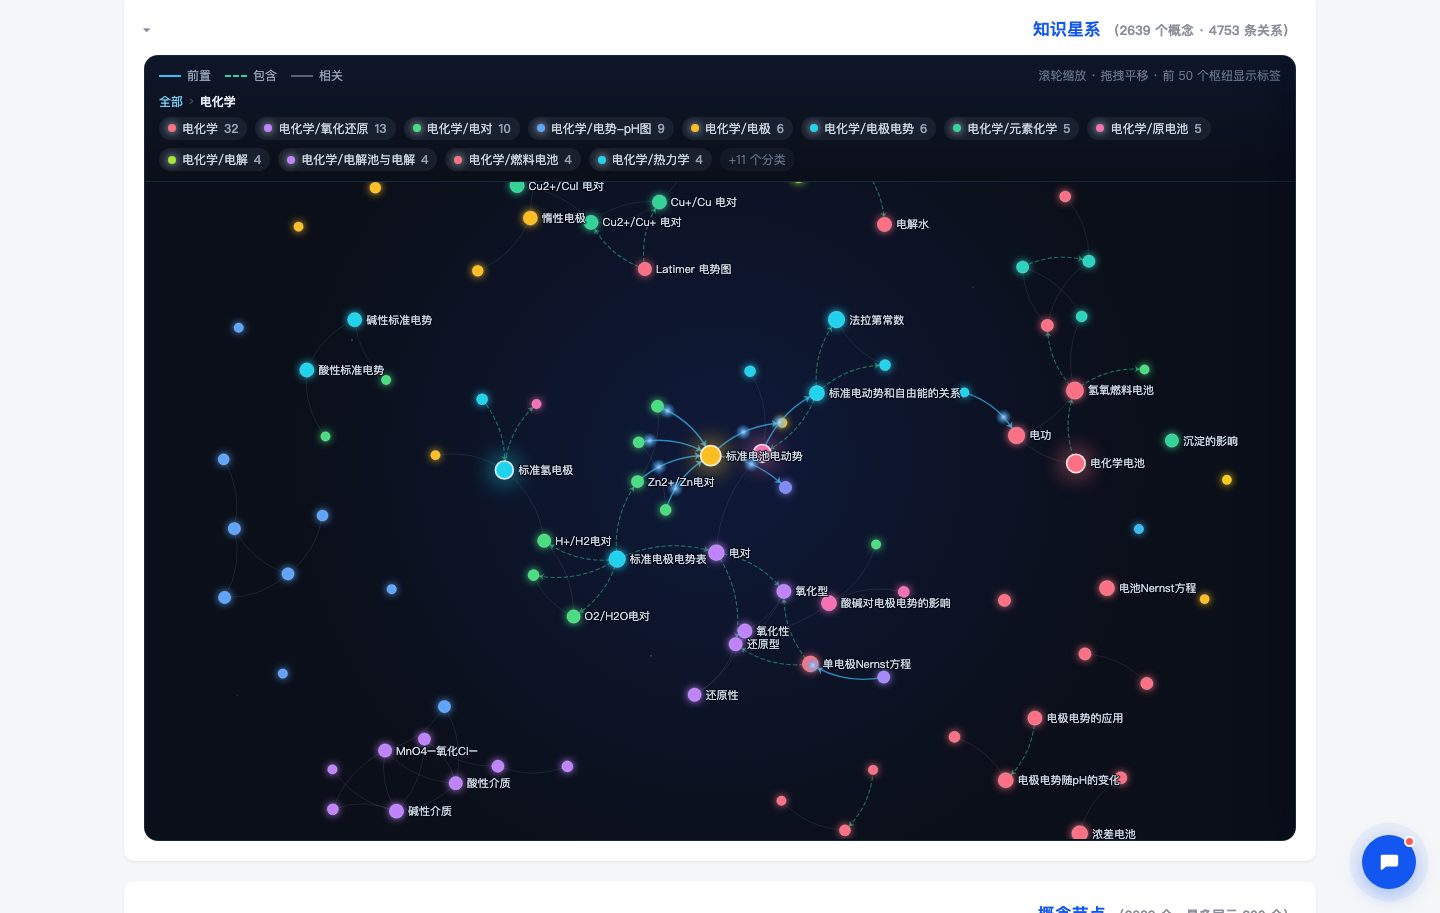 知识星系 (2639 个概念 · 4753 条关系)
前置 包含 相关 滚轮缩放 · 拖拽平移 · 前 50 个枢纽显示标签
全部 › 电化学
电化学 32 电化学/氧化还原 13 电化学/电对 10 电化学/电势-pH图 9 电化学/电极 6 电化学/电极电势 6 电化学/元素化学 5 电化学/原电池 5
电化学/电解 4 电化学/电解池与电解 4 电化学/燃料电池 4 电化学/热力学 4 +11 个分类
Cu2+/CuI 电对
Cu+/Cu 电对
惰性电极
Cu2+/Cu+ 电对
电解水
Latimer 电势图
碱性标准电势
法拉第常数
酸性标准电势
标准电动势和自由能的关系
氢氧燃料电池
电功
沉淀的影响
标准电池电动势
电化学电池
标准氢电极
Zn2+/Zn电对
H+/H2电对
电对
标准电极电势表
电池Nernst方程
氧化型
酸碱对电极电势的影响
O2/H2O电对
氧化性
还原型
单电极Nernst方程
还原性
电极电势的应用
MnO4—氧化Cl—
电极电势随pH的变化
酸性介质
碱性介质
浓差电池